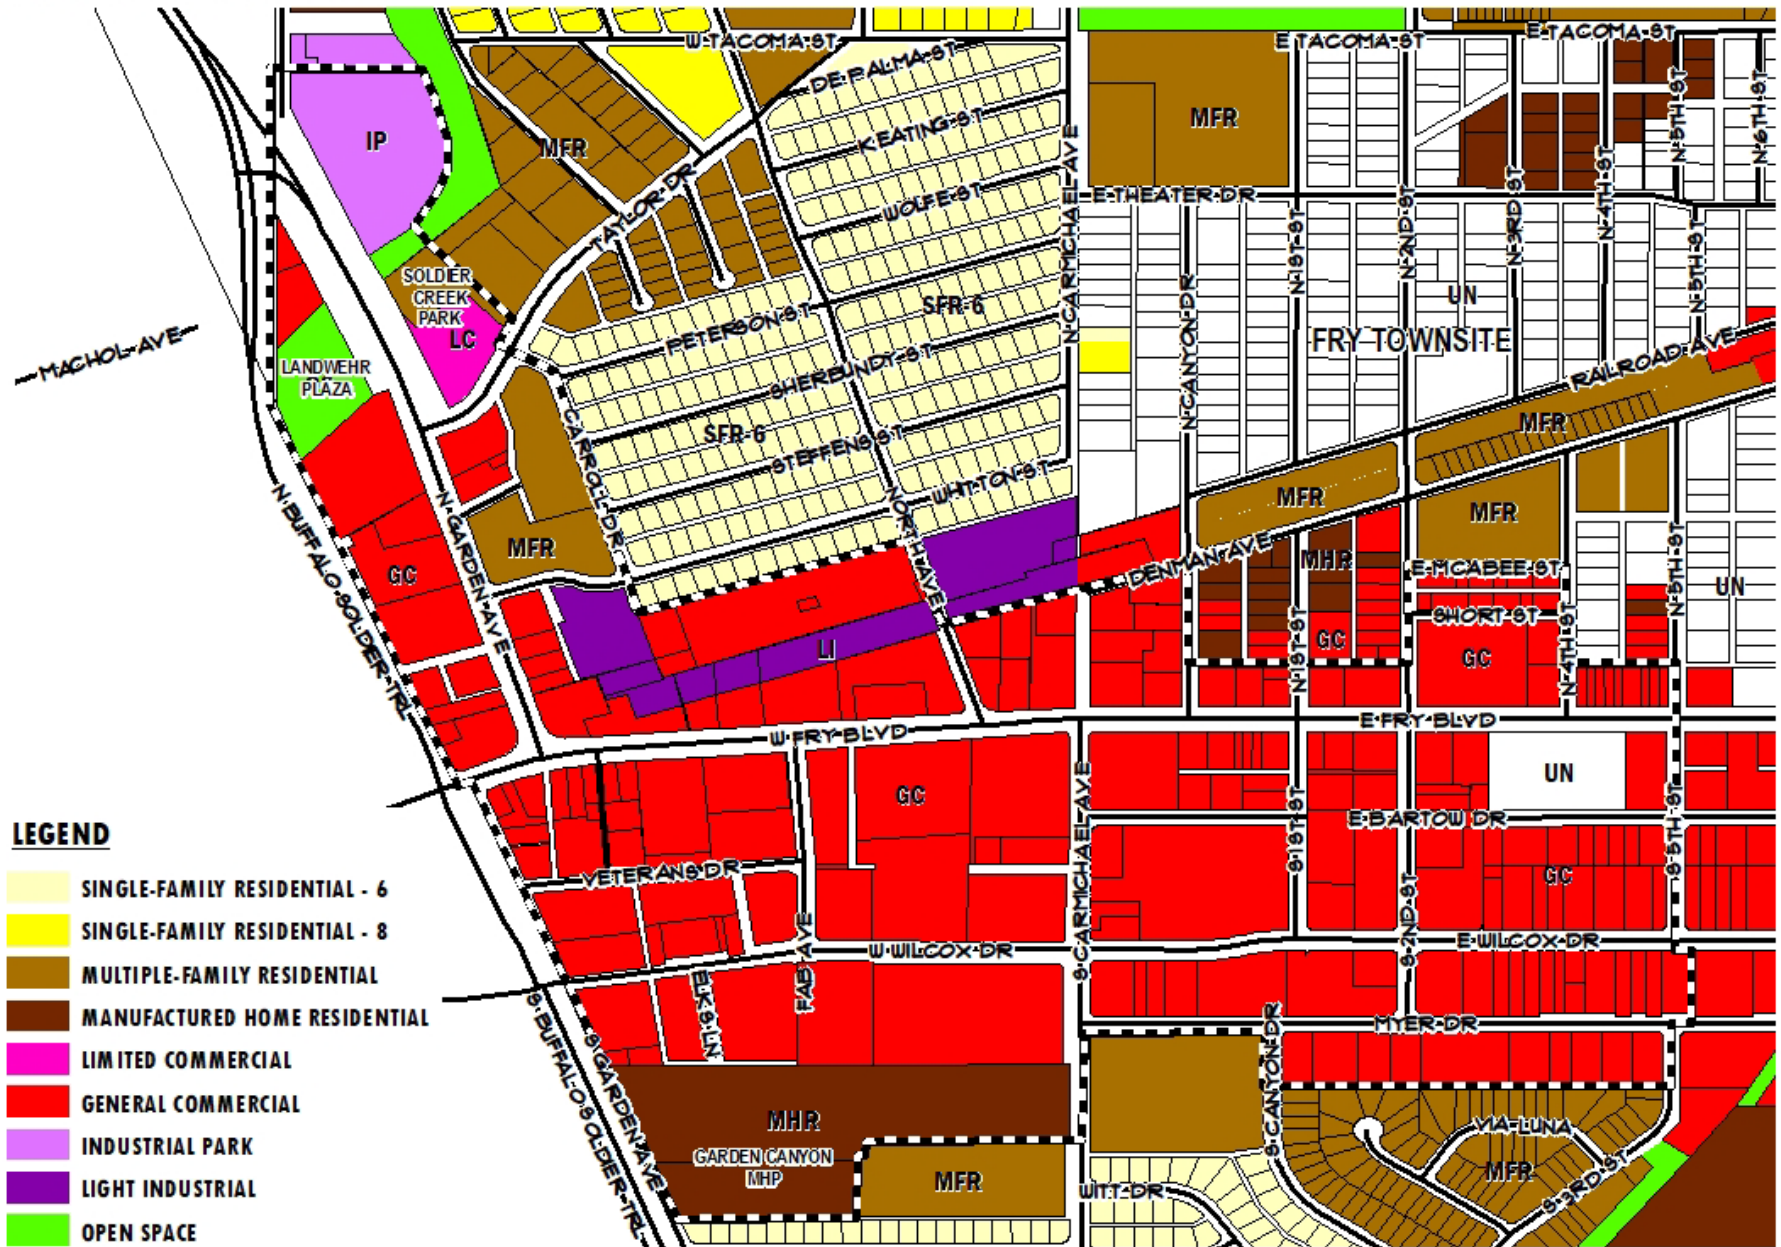 W TACOMA ST
E TACOMA ST
E TACOMA ST
DE PALMA ST
KEATING ST
WOLFE ST
IP
MFR
MFR
TAYLOR DR
N CARMICHAEL AVE
E THEATER DR
N 1ST ST
N 2ND ST
N 3RD ST
N 4TH ST
N 5TH ST
N 6TH ST
N 5TH ST
N CANYON DR
SOLDIER
CREEK
PARK
LC
LANDWEHR
PLAZA
MACHOL AVE
PETERSON ST
SHERBUNDY ST
STEFFENS ST
WHITTON ST
SFR-6
SFR-6
UN
FRY TOWNSITE
RAILROAD AVE
CARROLL DR
NORTH AVE
N GARDEN AVE
N BUFFALO SOLDIER TRL
MFR
MFR
MFR
MFR
GC
DENMAN AVE
MHR
E MCABEE ST
SHORT ST
N 1ST ST
N 4TH ST
N 5TH ST
UN
LI
GC
GC
W FRY BLVD
E FRY BLVD
GC
UN
S CARMICHAEL AVE
S 1ST ST
S 2ND ST
S 5TH ST
E BARTOW DR
GC
VETERANS DR
FAB AVE
W WILCOX DR
E WILCOX DR
ELKS LN
S BUFFALO SOLDIER TRL
S GARDEN AVE
MYER DR
S CANYON DR
MHR
GARDEN CANYON
MHP
MFR
WITT DR
VIA LUNA
MFR
S 3RD ST
LEGEND
SINGLE-FAMILY RESIDENTIAL - 6
SINGLE-FAMILY RESIDENTIAL - 8
MULTIPLE-FAMILY RESIDENTIAL
MANUFACTURED HOME RESIDENTIAL
LIMITED COMMERCIAL
GENERAL COMMERCIAL
INDUSTRIAL PARK
LIGHT INDUSTRIAL
OPEN SPACE